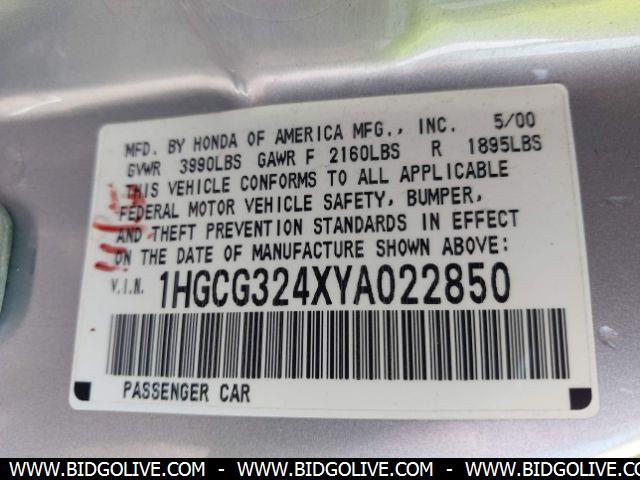 MFD. BY HONDA OF AMERICA MFG., INC. 5/00
GVWR 3990LBS GAWR F 2160LBS R 1895LBS
THIS VEHICLE CONFORMS TO ALL APPLICABLE
FEDERAL MOTOR VEHICLE SAFETY, BUMPER,
AND THEFT PREVENTION STANDARDS IN EFFECT
ON THE DATE OF MANUFACTURE SHOWN ABOVE:
V.I.N. 1HGCG324XYA022850
PASSENGER CAR
WWW.BIDGOLIVE.COM - WWW.BIDGOLIVE.COM - WWW.BIDGOLIVE.COM